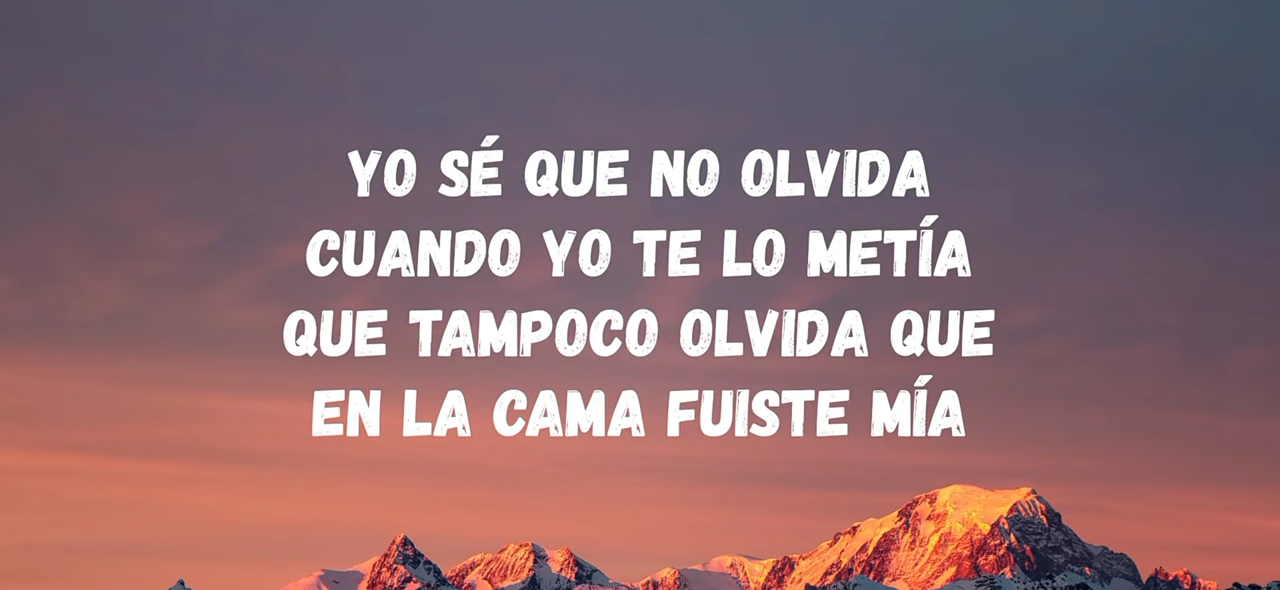 YO SÉ QUE NO OLVIDA
CUANDO YO TE LO METÍA
QUE TAMPOCO OLVIDA QUE
EN LA CAMA FUISTE MÍA